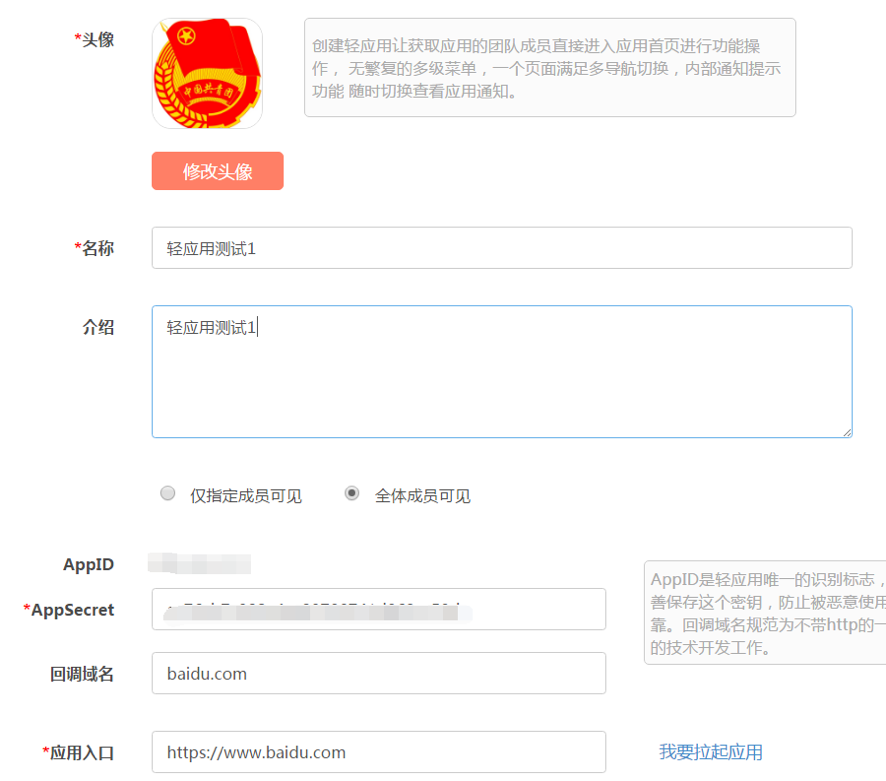 *头像
中国共青团
创建轻应用让获取应用的团队成员直接进入应用首页进行功能操
作， 无繁复的多级菜单，一个页面满足多导航切换，内部通知提示
功能 随时切换查看应用通知。
修改头像
*名称
轻应用测试1
介绍
轻应用测试1
仅指定成员可见
全体成员可见
AppID
AppID是轻应用唯一的识别标志，
*AppSecret
善保存这个密钥，防止被恶意使用
靠。回调域名规范为不带http的一
的技术开发工作。
回调域名
baidu.com
*应用入口
https://www.baidu.com
我要拉起应用